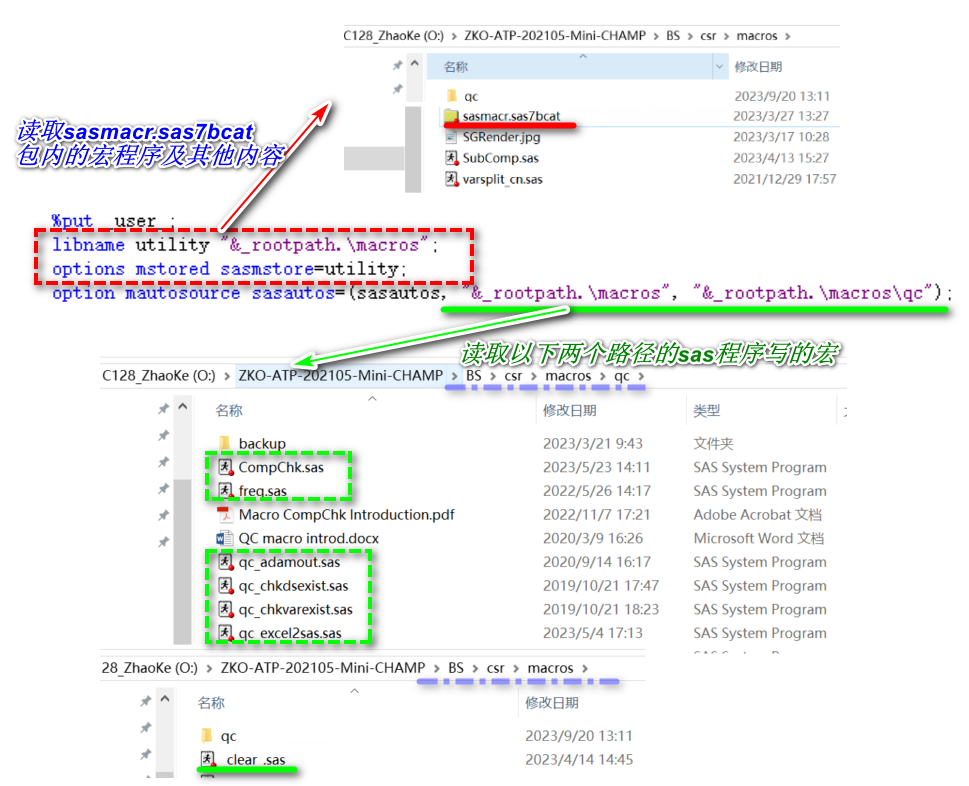 C128_ZhaoKe (O:) > ZKO-ATP-202105-Mini-CHAMP > BS > csr > macros >
名称 修改日期
qc 2023/9/20 13:11
sasmacr.sas7bcat 2023/3/27 13:27
SGRender.jpg 2023/3/17 10:28
SubComp.sas 2023/4/13 15:27
varsplit_cn.sas 2021/12/29 17:57
读取sasmacr.sas7bcat
包内的宏程序及其他内容
%put _user_;
libname utility "&_rootpath.\macros";
options mstored sasmstore=utility;
option mautosource sasautos=(sasautos, "&_rootpath.\macros", "&_rootpath.\macros\qc");
读取以下两个路径的sas程序写的宏
C128_ZhaoKe (O:) > ZKO-ATP-202105-Mini-CHAMP > BS > csr > macros > qc >
名称 修改日期 类型
backup 2023/3/21 9:43 文件夹
CompChk.sas 2023/5/23 14:11 SAS System Program
freq.sas 2022/5/26 14:17 SAS System Program
Macro CompChk Introduction.pdf 2022/11/7 17:21 Adobe Acrobat 文档
QC macro introd.docx 2020/3/9 16:26 Microsoft Word 文档
qc_adamout.sas 2020/9/14 16:17 SAS System Program
qc_chkdsexist.sas 2019/10/21 17:47 SAS System Program
qc_chkvarexist.sas 2019/10/21 18:23 SAS System Program
qc_excel2sas.sas 2023/5/4 17:13 SAS System Program
28_ZhaoKe (O:) > ZKO-ATP-202105-Mini-CHAMP > BS > csr > macros >
名称 修改日期
qc 2023/9/20 13:11
_clear_.sas 2023/4/14 14:45